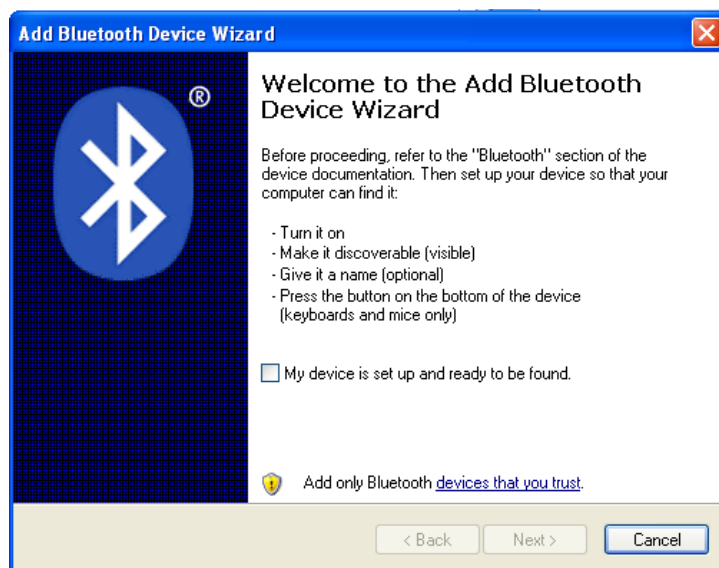 Add Bluetooth Device Wizard
®
Welcome to the Add Bluetooth
Device Wizard
Before proceeding, refer to the "Bluetooth" section of the
device documentation. Then set up your device so that your
computer can find it:
- Turn it on
- Make it discoverable (visible)
- Give it a name (optional)
- Press the button on the bottom of the device
(keyboards and mice only)
My device is set up and ready to be found.
Add only Bluetooth devices that you trust.
< Back Next > Cancel